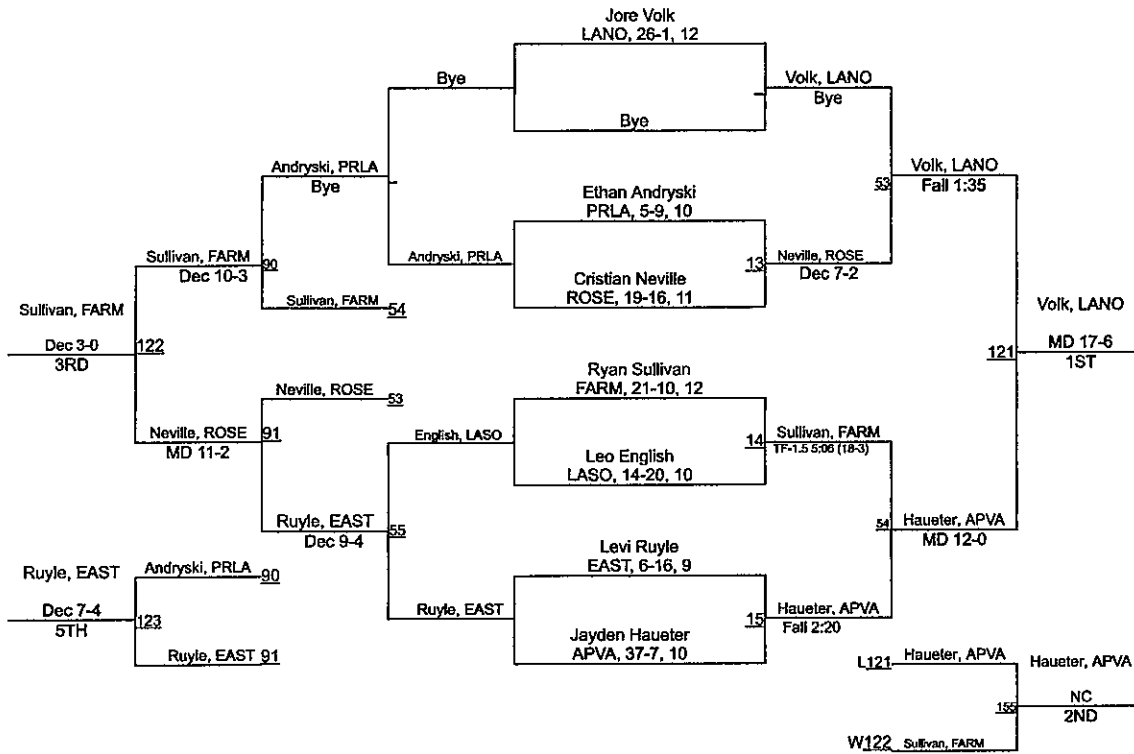 Jore Volk
LANO, 26-1, 12
Bye
Volk, LANO
Bye
Bye
Andryski, PRLA
Bye
Volk, LANO
53
Fall 1:35
Ethan Andryski
PRLA, 5-9, 10
Sullivan, FARM
90
Dec 10-3
Andryski, PRLA
Cristian Neville
ROSE, 19-16, 11
13
Neville, ROSE
Dec 7-2
Sullivan, FARM
54
Sullivan, FARM
Dec 3-0
3RD
122
Volk, LANO
121
MD 17-6
1ST
Ryan Sullivan
FARM, 21-10, 12
Neville, ROSE
53
Neville, ROSE
91
MD 11-2
English, LASO
Leo English
LASO, 14-20, 10
14
Sullivan, FARM
TF-1.5 5:06 (18-3)
Ruyle, EAST
55
Dec 9-4
54
Haueter, APVA
MD 12-0
Levi Ruyle
EAST, 6-16, 9
Ruyle, EAST
Dec 7-4
5TH
Andryski, PRLA
90
123
Ruyle, EAST
91
Ruyle, EAST
Jayden Haueter
APVA, 37-7, 10
15
Haueter, APVA
Fall 2:20
L121
Haueter, APVA
Haueter, APVA
155
NC
2ND
W122
Sullivan, FARM